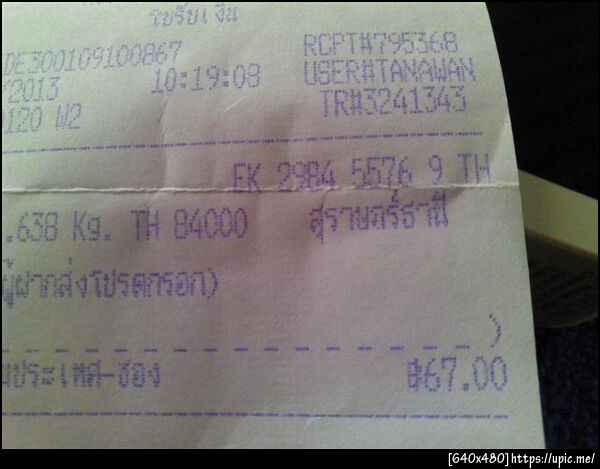 ใบรับเงิน
DE300109100867 RCPT#795368
/2013 10:19:08 USER#TANAWAN
0120 W2 TR#3241343
EK 2984 5576 9 TH
.638 Kg. TH 84000 สุราษฎร์ธานี
ผู้ฝากส่งโปรดกรอก)
)
ประเทศ-ซอง ฿67.00
[640x480]https://upic.me/